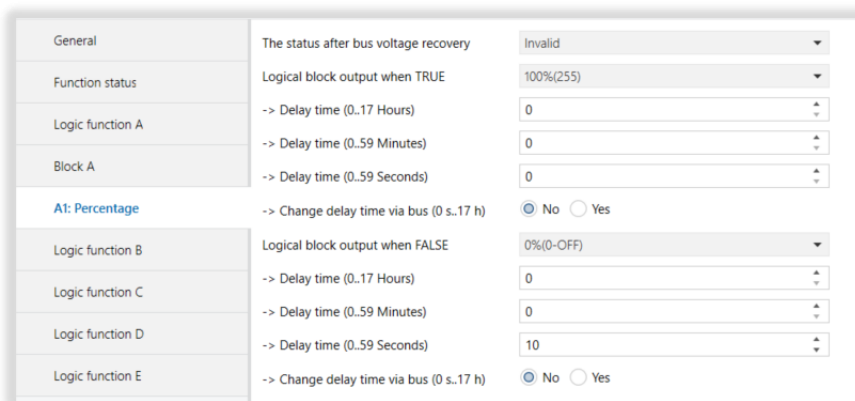 General
Function status
Logic function A
Block A
A1: Percentage
Logic function B
Logic function C
Logic function D
Logic function E
The status after bus voltage recovery Invalid
Logical block output when TRUE 100%(255)
-> Delay time (0..17 Hours) 0
-> Delay time (0..59 Minutes) 0
-> Delay time (0..59 Seconds) 0
-> Change delay time via bus (0 s..17 h) No Yes
Logical block output when FALSE 0%(0-OFF)
-> Delay time (0..17 Hours) 0
-> Delay time (0..59 Minutes) 0
-> Delay time (0..59 Seconds) 10
-> Change delay time via bus (0 s..17 h) No Yes